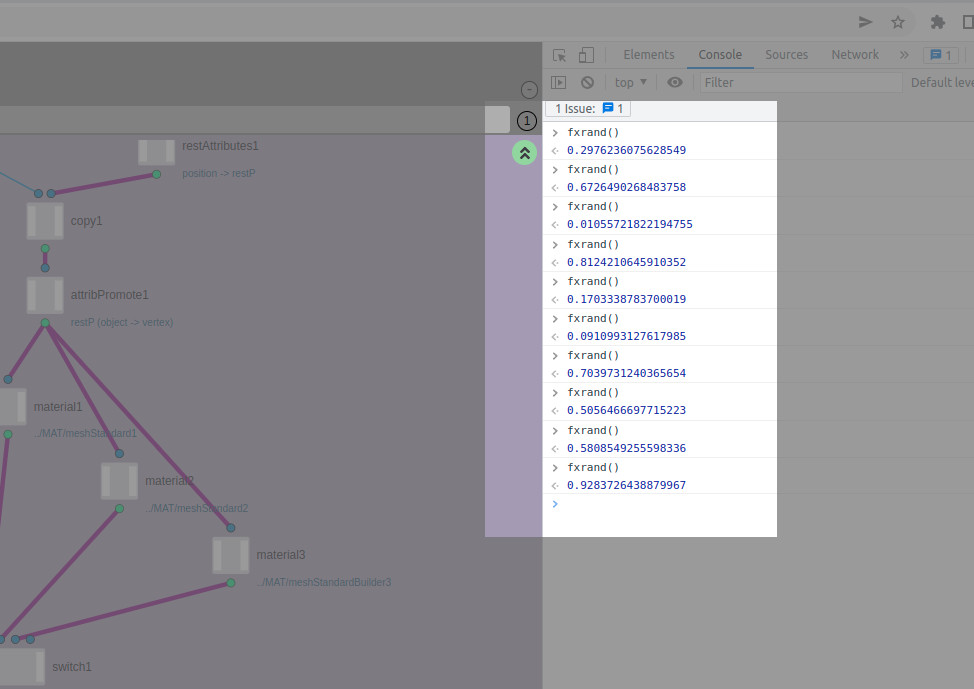 Elements Console Sources Network » 1
top ▼ Filter Default leve
1 Issue: 1
-
1
restAttributes1
position -> restP
copy1
attribPromote1
restP (object -> vertex)
material1
../MAT/meshStandard1
material2
../MAT/meshStandard2
material3
../MAT/meshStandardBuilder3
switch1
fxrand()
0.2976236075628549
fxrand()
0.6726490268483758
fxrand()
0.01055721822194755
fxrand()
0.8124210645910352
fxrand()
0.1703338783700019
fxrand()
0.0910993127617985
fxrand()
0.7039731240365654
fxrand()
0.5056466697715223
fxrand()
0.5808549255598336
fxrand()
0.9283726438879967